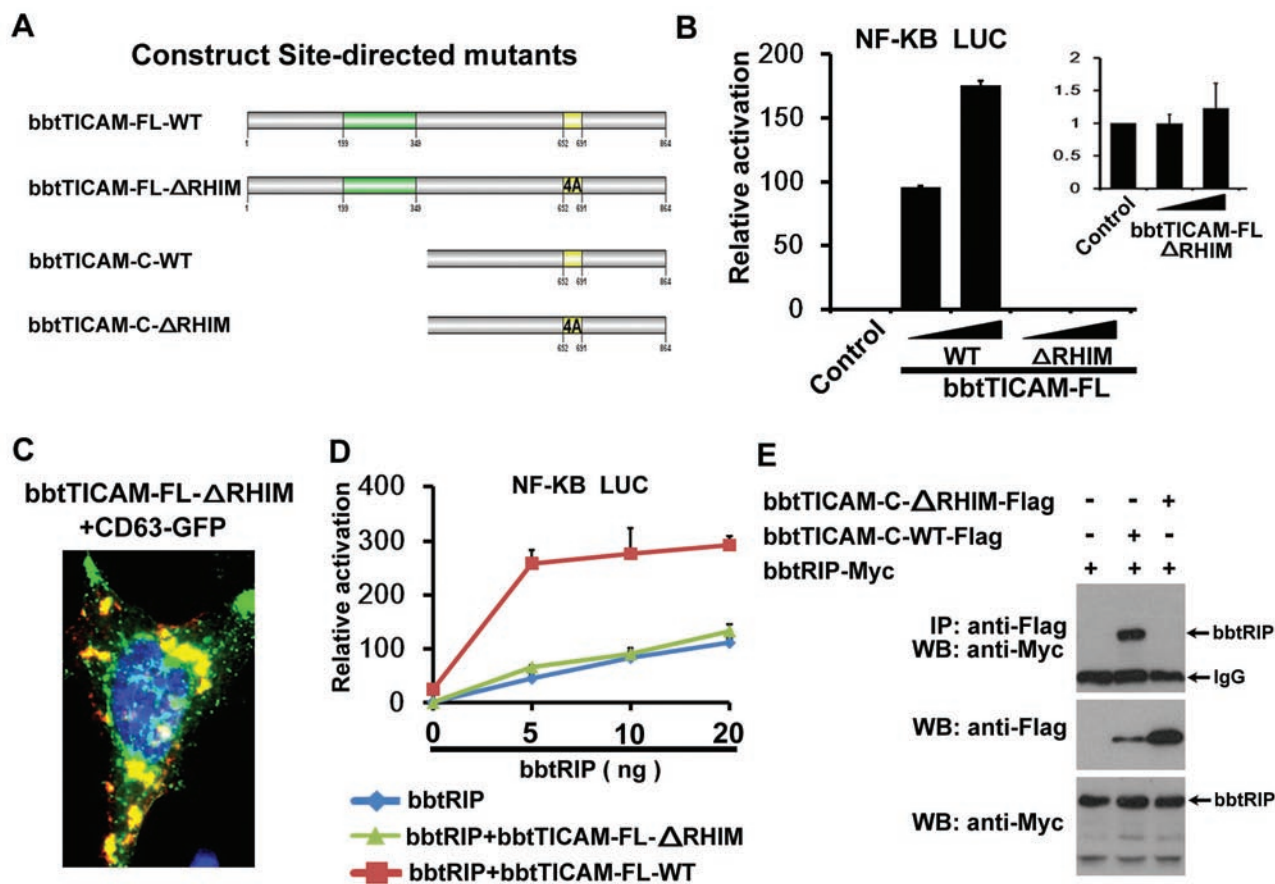 A
Construct Site-directed mutants
bbtTICAM-FL-WT
1 199 349 652 691 864
bbtTICAM-FL-ΔRHIM
4A
1 199 349 652 691 864
bbtTICAM-C-WT
652 691 864
bbtTICAM-C-ΔRHIM
4A
652 691 864
B
NF-KB LUC
Relative activation
200
150
100
50
0
Control
WT ΔRHIM
bbtTICAM-FL
2
1.5
1
0.5
0
Control
bbtTICAM-FL
ΔRHIM
C
bbtTICAM-FL-ΔRHIM
+CD63-GFP
D
NF-KB LUC
Relative activation
400
300
200
100
0
0 5 10 20
bbtRIP ( ng )
bbtRIP
bbtRIP+bbtTICAM-FL-ΔRHIM
bbtRIP+bbtTICAM-FL-WT
E
bbtTICAM-C-ΔRHIM-Flag - - +
bbtTICAM-C-WT-Flag - + -
bbtRIP-Myc + + +
IP: anti-Flag
WB: anti-Myc
bbtRIP
IgG
WB: anti-Flag
WB: anti-Myc
bbtRIP